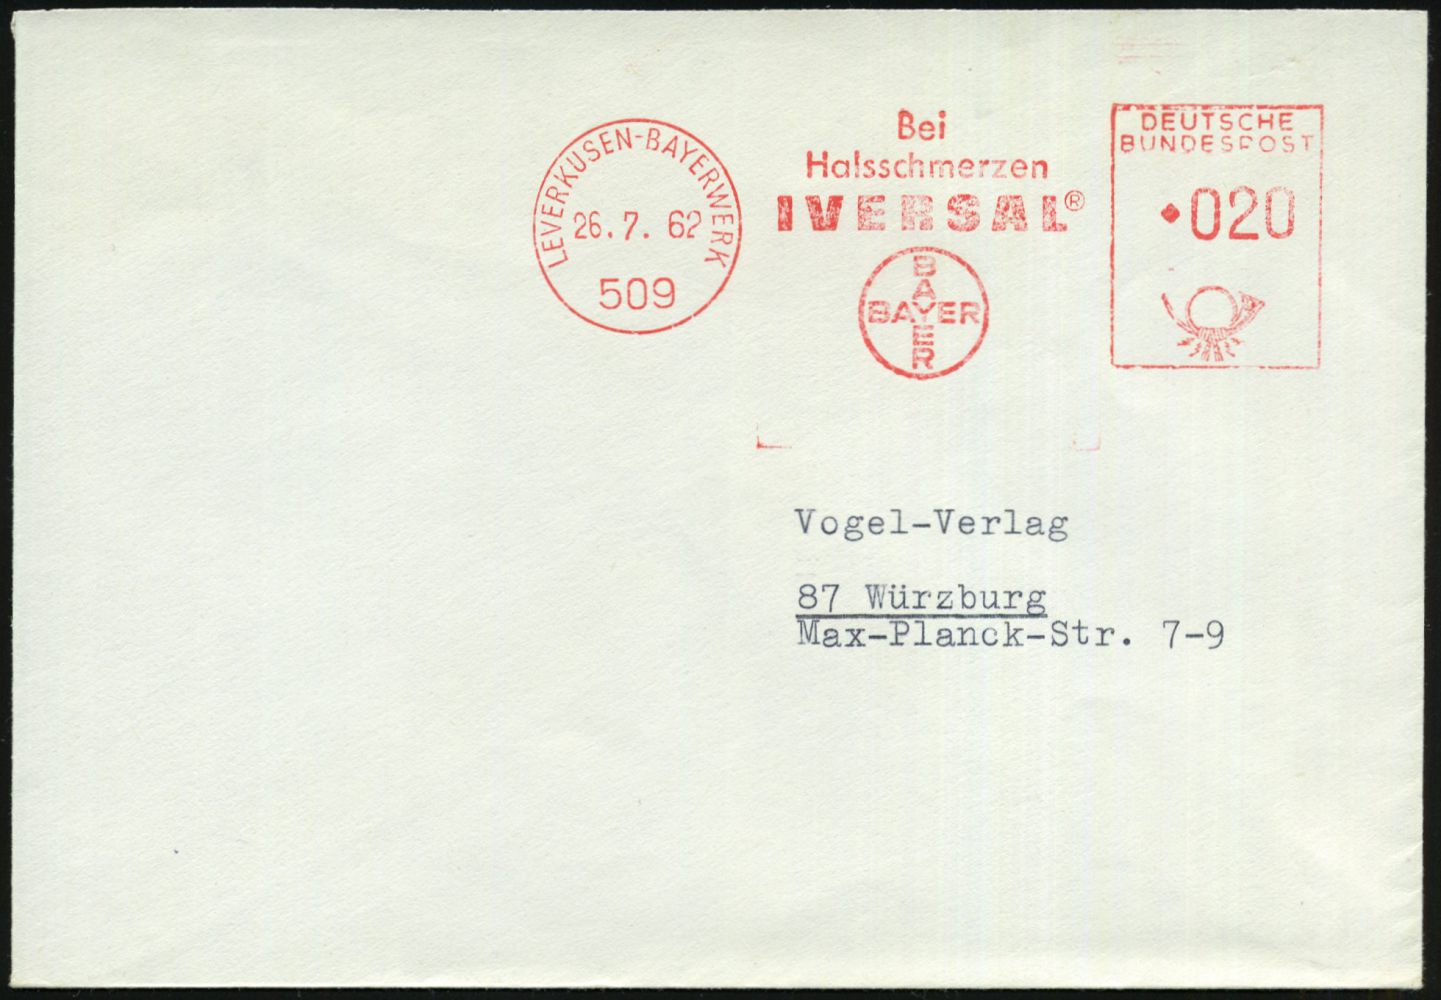 LEVERKUSEN-BAYERWERK
26.7. 62
509
Bei
Halsschmerzen
IVERSAL®
BAYER
BAYER
DEUTSCHE
BUNDESPOST
020
Vogel-Verlag
87 Würzburg
Max-Planck-Str. 7-9